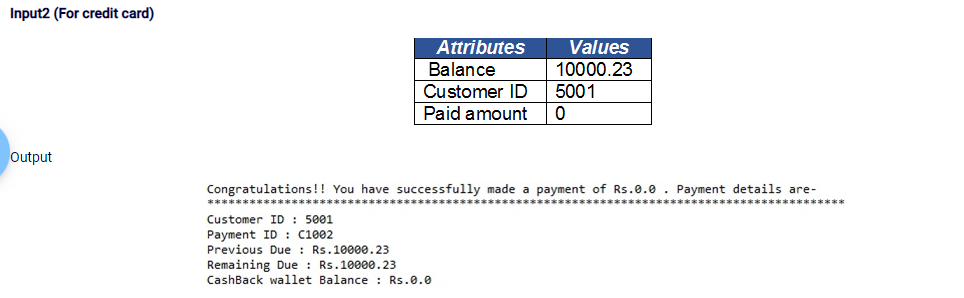 Input2 (For credit card)
Attributes Values
Balance 10000.23
Customer ID 5001
Paid amount 0
Output
Congratulations!! You have successfully made a payment of Rs.0.0 . Payment details are-
*****************************************************************************************
Customer ID : 5001
Payment ID : C1002
Previous Due : Rs.10000.23
Remaining Due : Rs.10000.23
CashBack wallet Balance : Rs.0.0